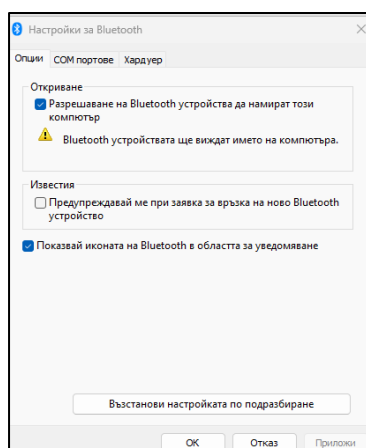 Настройки за Bluetooth
Опции COM портове Хардуер
Откриване
Разрешаване на Bluetooth устройства да намират този
компютър
Bluetooth устройствата ще виждат името на компютъра.
Известия
Предупреждавай ме при заявка за връзка на ново Bluetooth
устройство
Показвай иконата на Bluetooth в областта за уведомяване
Възстанови настройката по подразбиране
OK Отказ Приложи